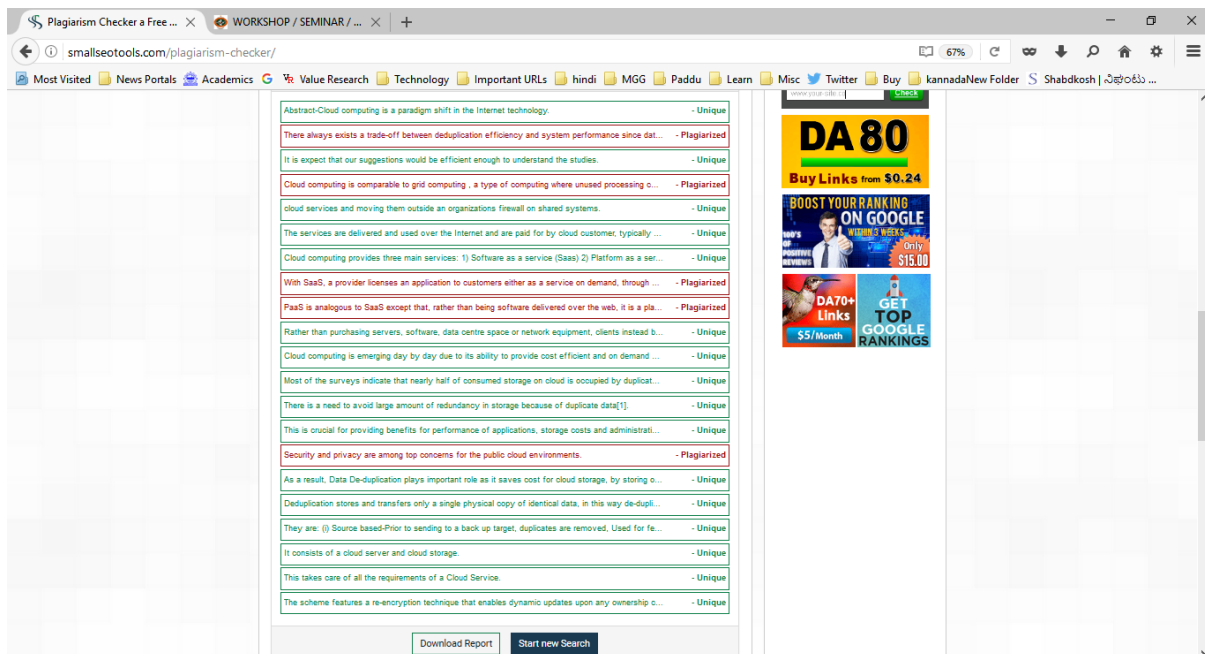 Plagiarism Checker a Free ...
WORKSHOP / SEMINAR / ...
smallseotools.com/plagiarism-checker/
67%
Most Visited News Portals Academics Value Research Technology Important URLs hindi MGG Paddu Learn Misc Twitter Buy kannadaNew Folder Shabdkosh | ನಿಘಂಟು ...
Abstract-Cloud computing is a paradigm shift in the Internet technology. - Unique
There always exists a trade-off between deduplication efficiency and system performance since dat... - Plagiarized
It is expect that our suggestions would be efficient enough to understand the studies. - Unique
Cloud computing is comparable to grid computing , a type of computing where unused processing o... - Plagiarized
cloud services and moving them outside an organizations firewall on shared systems. - Unique
The services are delivered and used over the Internet and are paid for by cloud customer, typically ... - Unique
Cloud computing provides three main services: 1) Software as a service (Saas) 2) Platform as a ser... - Unique
With SaaS, a provider licenses an application to customers either as a service on demand, through ... - Plagiarized
PaaS is analogous to SaaS except that, rather than being software delivered over the web, it is a pla... - Plagiarized
Rather than purchasing servers, software, data centre space or network equipment, clients instead b... - Unique
Cloud computing is emerging day by day due to its ability to provide cost efficient and on demand ... - Unique
Most of the surveys indicate that nearly half of consumed storage on cloud is occupied by duplicat... - Unique
There is a need to avoid large amount of redundancy in storage because of duplicate data[1]. - Unique
This is crucial for providing benefits for performance of applications, storage costs and administrati... - Unique
Security and privacy are among top concerns for the public cloud environments. - Plagiarized
As a result, Data De-duplication plays important role as it saves cost for cloud storage, by storing o... - Unique
Deduplication stores and transfers only a single physical copy of identical data, in this way de-dupli... - Unique
They are: (i) Source based-Prior to sending to a back up target, duplicates are removed, Used for fe... - Unique
It consists of a cloud server and cloud storage. - Unique
This takes care of all the requirements of a Cloud Service. - Unique
The scheme features a re-encryption technique that enables dynamic updates upon any ownership c... - Unique
Download Report
Start new Search
Check
DA 80
Buy Links from $0.24
BOOST YOUR RANKING
ON GOOGLE
WITHIN 3 WEEKS
100'S
OF
POSITIVE
REVIEWS
Only
$15.00
DA70+
Links
$5/Month
GET
TOP
GOOGLE
RANKINGS